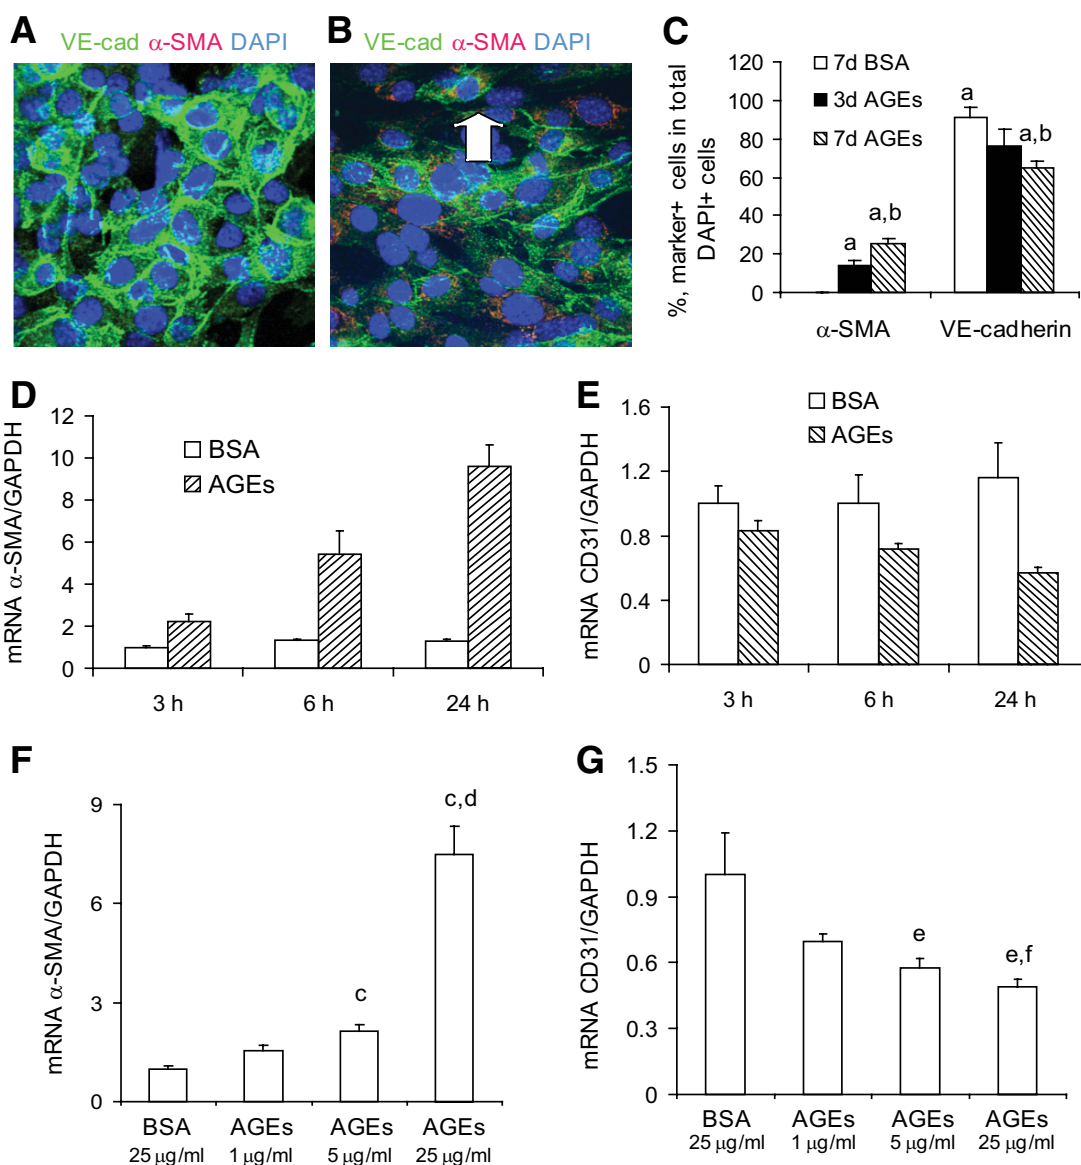 A
VE-cad α-SMA DAPI
B
VE-cad α-SMA DAPI
C
%, marker+ cells in total
DAPI+ cells
120
100
80
60
40
20
0
7d BSA
3d AGEs
7d AGEs
a
a,b
a
a,b
α-SMA
VE-cadherin
D
mRNA α-SMA/GAPDH
12
10
8
6
4
2
0
BSA
AGEs
3 h
6 h
24 h
E
mRNA CD31/GAPDH
1.6
1.2
0.8
0.4
0
BSA
AGEs
3 h
6 h
24 h
F
mRNA α-SMA/GAPDH
9
6
3
0
c
c,d
BSA
25 μg/ml
AGEs
1 μg/ml
AGEs
5 μg/ml
AGEs
25 μg/ml
G
mRNA CD31/GAPDH
1.5
1.2
0.9
0.6
0.3
0
e
e,f
BSA
25 μg/ml
AGEs
1 μg/ml
AGEs
5 μg/ml
AGEs
25 μg/ml